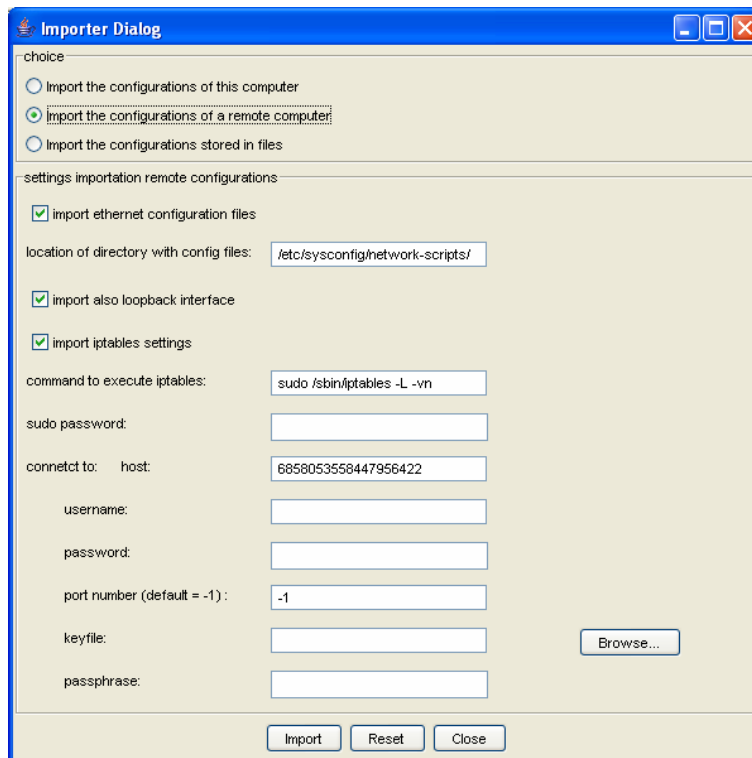 Importer Dialog
choice
Import the configurations of this computer
Import the configurations of a remote computer
Import the configurations stored in files
settings importation remote configurations
import ethernet configuration files
location of directory with config files: /etc/sysconfig/network-scripts/
import also loopback interface
import iptables settings
command to execute iptables: sudo /sbin/iptables -L -vn
sudo password:
connetct to: host: 6858053558447956422
username:
password:
port number (default = -1) : -1
keyfile: Browse...
passphrase:
Import Reset Close